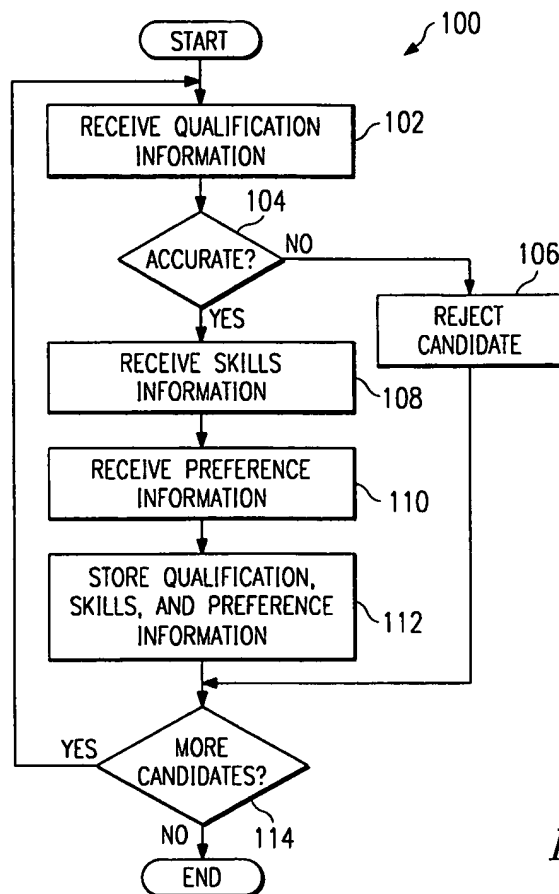 START
100
RECEIVE QUALIFICATION
INFORMATION
102
104
ACCURATE?
NO
YES
106
REJECT
CANDIDATE
RECEIVE SKILLS
INFORMATION
108
RECEIVE PREFERENCE
INFORMATION
110
STORE QUALIFICATION,
SKILLS, AND PREFERENCE
INFORMATION
112
YES
MORE
CANDIDATES?
114
NO
END